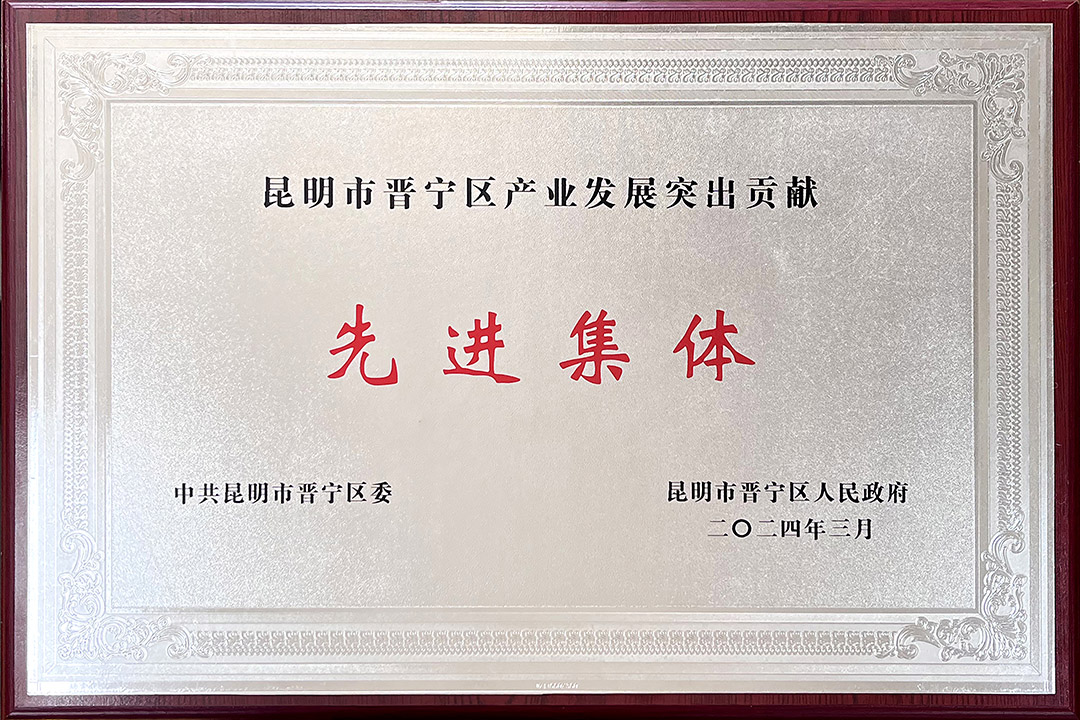 昆明市晋宁区产业发展突出贡献
先进集体
中共昆明市晋宁区委
昆明市晋宁区人民政府
二〇二四年三月